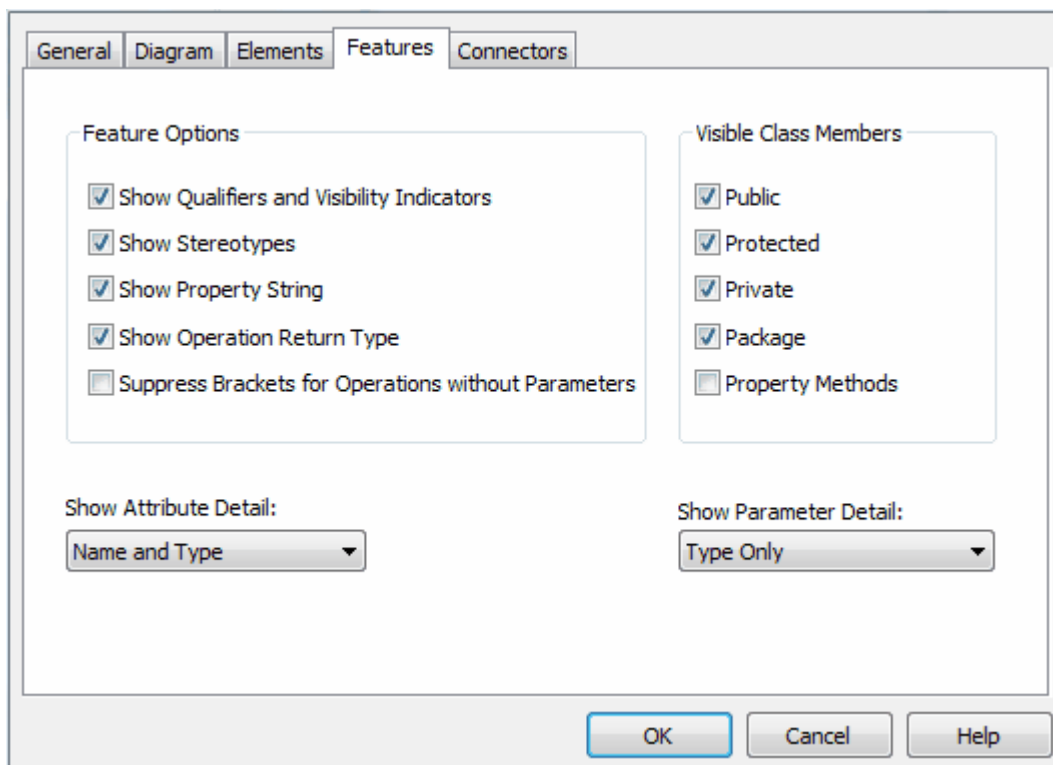 General Diagram Elements Features Connectors
Feature Options
Show Qualifiers and Visibility Indicators
Show Stereotypes
Show Property String
Show Operation Return Type
Suppress Brackets for Operations without Parameters
Visible Class Members
Public
Protected
Private
Package
Property Methods
Show Attribute Detail:
Name and Type
Show Parameter Detail:
Type Only
OK Cancel Help